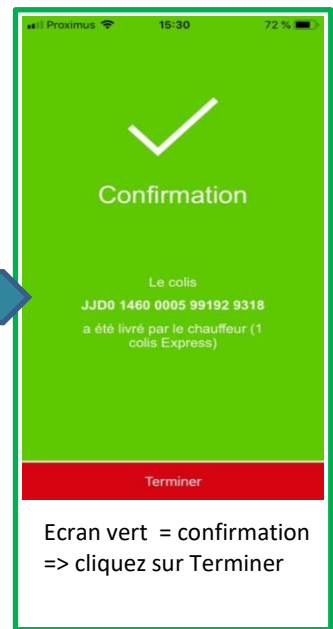 Proximus 15:30 72 %
Confirmation
Le colis
JJD0 1460 0005 99192 9318
a été livré par le chauffeur (1
colis Express)
Terminer
Ecran vert = confirmation
=> cliquez sur Terminer